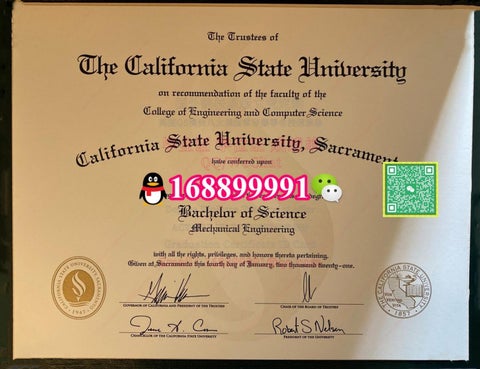 The Trustees of
The California State University
on recommendation of the faculty of the
College of Engineering and Computer Science
California State University, Sacrament
have conferred upon
168899991
Bachelor of Science
Mechanical Engineering
with all the rights, privileges, and honors thereto pertaining.
Given at Sacramento this fourth day of January, two thousand twenty-one.
Governor of California and President of the Trustees
Chair of the Board of Trustees
Chancellor of the California State University
President of the University